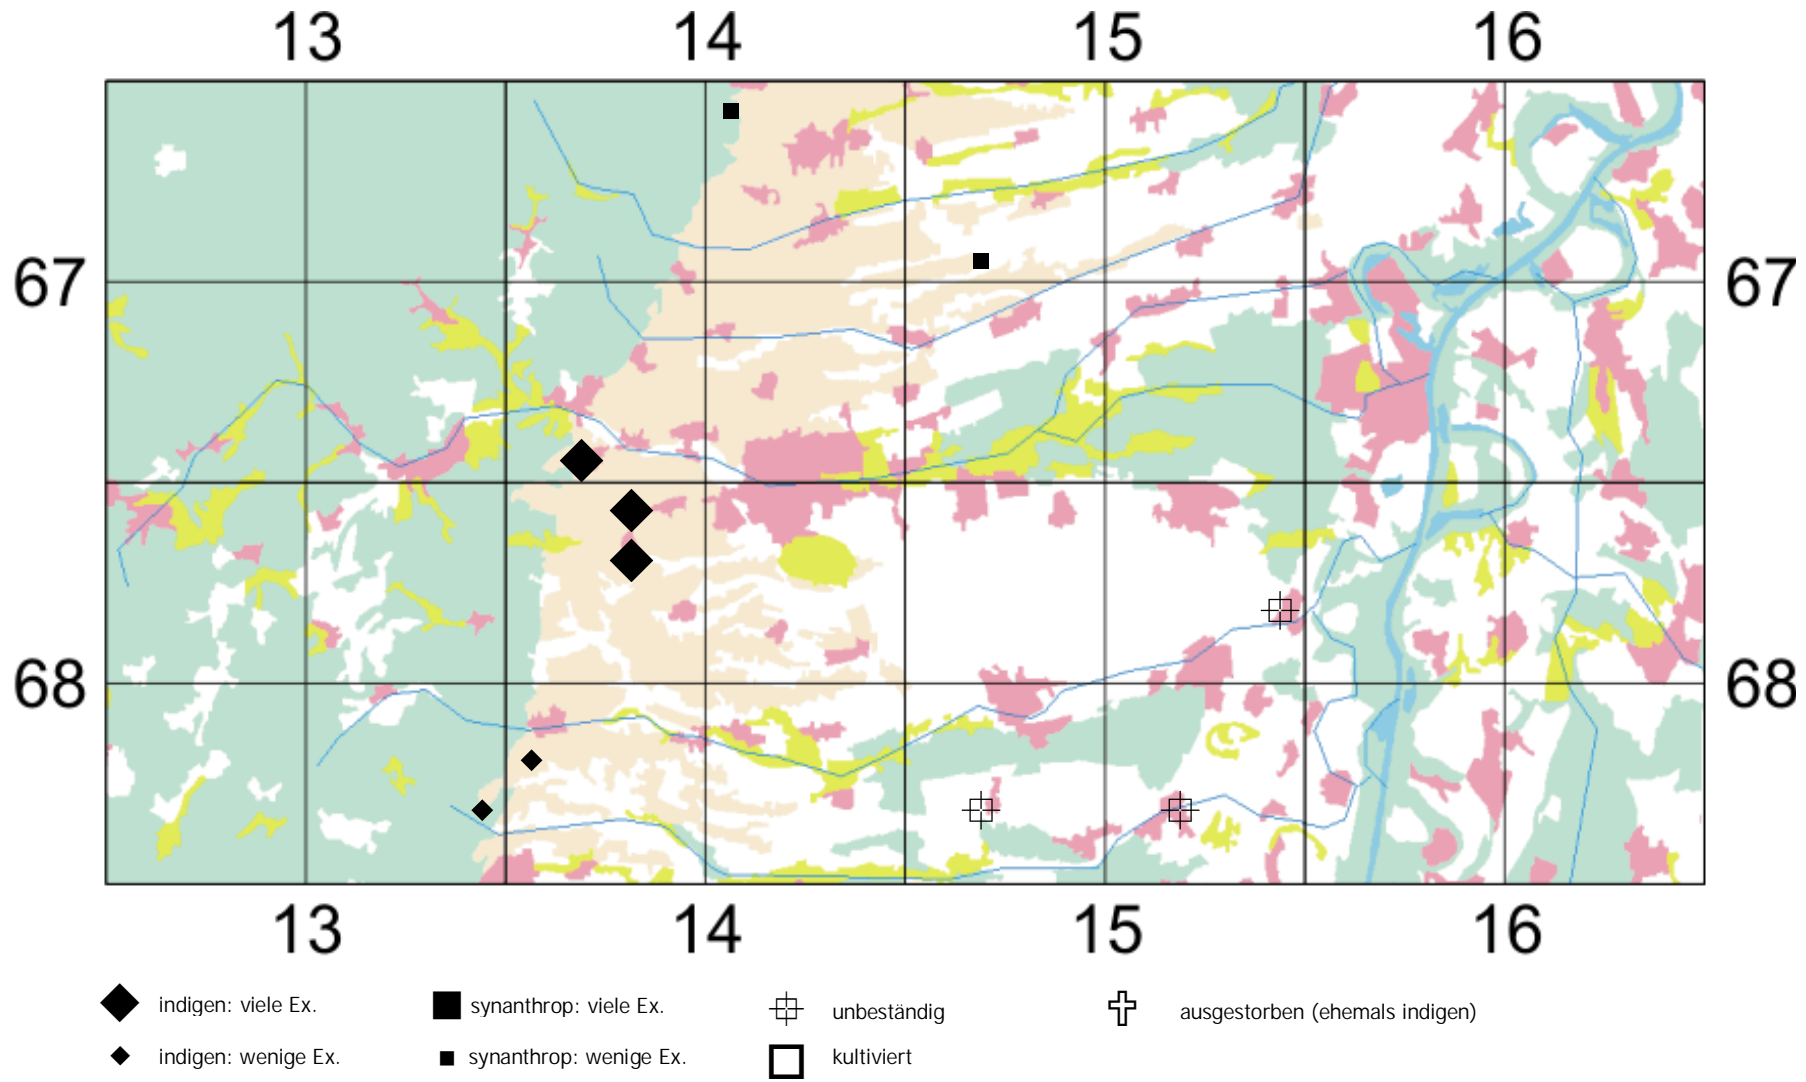 13 14 15 16
67 67
68 68
13 14 15 16
indigen: viele Ex. synanthrop: viele Ex. unbeständig ausgestorben (ehemals indigen)
indigen: wenige Ex. synanthrop: wenige Ex. kultiviert